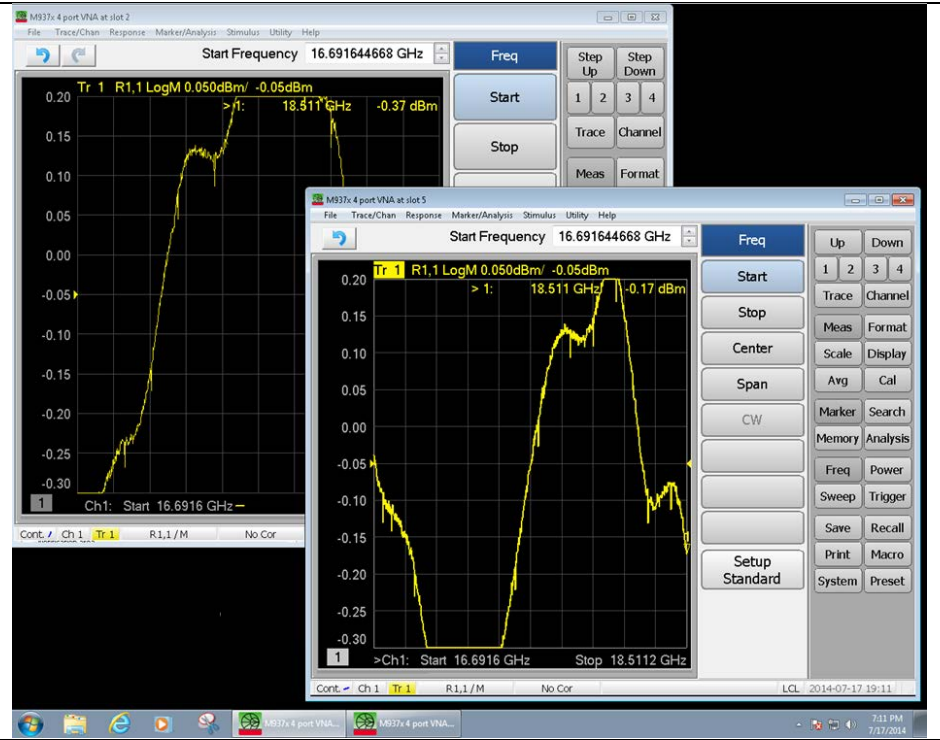 M937x 4 port VNA at slot 2
File Trace/Chan Response Marker/Analysis Stimulus Utility Help
Start Frequency 16.691644668 GHz
Freq
Start
Stop
Step Up
Step Down
1 2 3 4
Trace Channel
Meas Format
Tr 1 R1,1 LogM 0.050dBm/ -0.05dBm
> 1: 18.511 GHz -0.37 dBm
0.20
0.15
0.10
0.05
0.00
-0.05
-0.10
-0.15
-0.20
-0.25
-0.30
1 Ch1: Start 16.6916 GHz
Cont. Ch 1 Tr 1 R1,1/M No Cor
M937x 4 port VNA at slot 5
File Trace/Chan Response Marker/Analysis Stimulus Utility Help
Start Frequency 16.691644668 GHz
Tr 1 R1,1 LogM 0.050dBm/ -0.05dBm
> 1: 18.511 GHz -0.17 dBm
0.20
0.15
0.10
0.05
0.00
-0.05
-0.10
-0.15
-0.20
-0.25
-0.30
1 >Ch1: Start 16.6916 GHz Stop 18.5112 GHz
Freq
Start
Stop
Center
Span
CW
Setup Standard
Up Down
1 2 3 4
Trace Channel
Meas Format
Scale Display
Avg Cal
Marker Search
Memory Analysis
Freq Power
Sweep Trigger
Save Recall
Print Macro
System Preset
Cont. Ch 1 Tr 1 R1,1/M No Cor LCL 2014-07-17 19:11
M937x 4 port VNA...
M937x 4 port VNA...
7:11 PM
7/17/2014